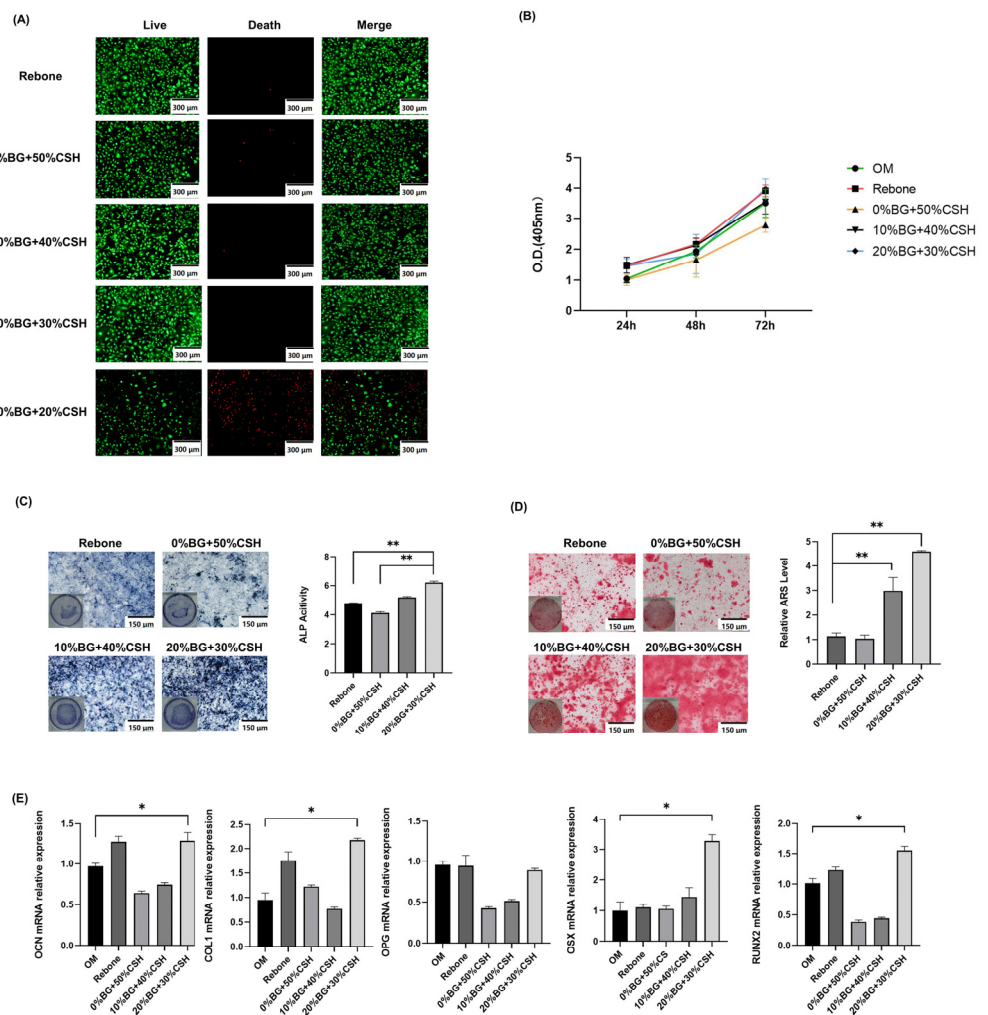 (A)
Live Death Merge
Rebone
300 μm 300 μm 300 μm
%BG+50%CSH
300 μm 300 μm 300 μm
0%BG+40%CSH
300 μm 300 μm 300 μm
0%BG+30%CSH
300 μm 300 μm 300 μm
0%BG+20%CSH
300 μm 300 μm 300 μm
(B)
O.D.(405nm)
5
4
3
2
1
0
24h 48h 72h
OM
Rebone
0%BG+50%CSH
10%BG+40%CSH
20%BG+30%CSH
(C)
Rebone 0%BG+50%CSH
150 μm 150 μm
10%BG+40%CSH 20%BG+30%CSH
150 μm 150 μm
ALP Acitivity
8
6
4
2
0
** 
**
Rebone
0%BG+50%CSH
10%BG+40%CSH
20%BG+30%CSH
(D)
Rebone 0%BG+50%CSH
150 μm 150 μm
10%BG+40%CSH 20%BG+30%CSH
150 μm 150 μm
Relative ARS Level
5
4
3
2
1
0
**
**
Rebone
0%BG+50%CSH
10%BG+40%CSH
20%BG+30%CSH
(E)
OCN mRNA relative expression
1.5
1.0
0.5
0.0
*
OM
Rebone
0%BG+50%CSH
10%BG+40%CSH
20%BG+30%CSH
COL1 mRNA relative expression
2.5
2.0
1.5
1.0
0.5
0.0
*
OM
Rebone
0%BG+50%CSH
10%BG+40%CSH
20%BG+30%CSH
OPG mRNA relative expression
1.5
1.0
0.5
0.0
OM
Rebone
0%BG+50%CSH
10%BG+40%CSH
20%BG+30%CSH
OSX mRNA relative expression
4
3
2
1
0
*
OM
Rebone
0%BG+50%CS
10%BG+40%CSH
20%BG+30%CSH
RUNX2 mRNA relative expression
2.0
1.5
1.0
0.5
0.0
*
OM
Rebone
0%BG+50%CSH
10%BG+40%CSH
20%BG+30%CSH